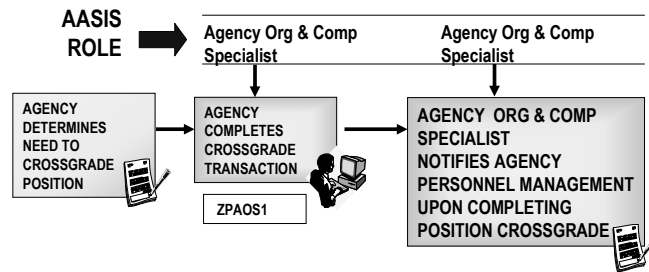 AASIS
ROLE
Agency Org & Comp
Specialist
Agency Org & Comp
Specialist
AGENCY
DETERMINES
NEED TO
CROSSGRADE
POSITION
AGENCY
COMPLETES
CROSSGRADE
TRANSACTION
ZPAOS1
AGENCY ORG & COMP
SPECIALIST
NOTIFIES AGENCY
PERSONNEL MANAGEMENT
UPON COMPLETING
POSITION CROSSGRADE